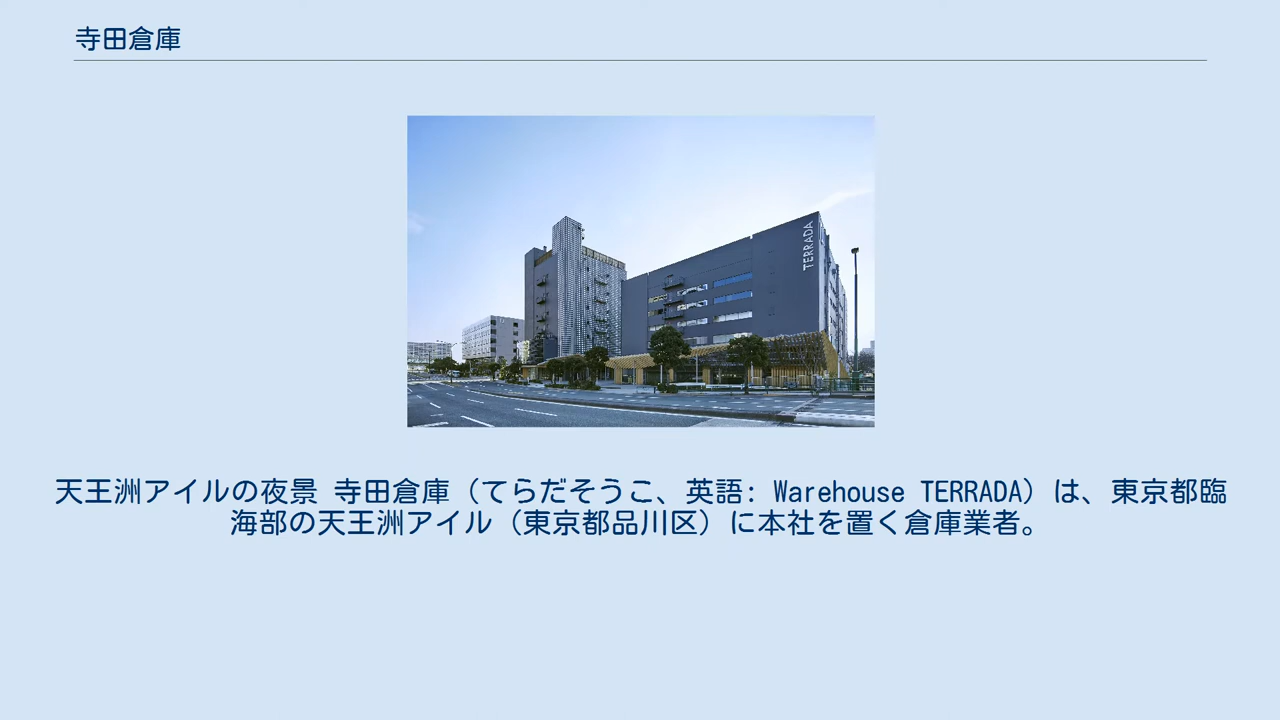 寺田倉庫
TERRADA
天王洲アイルの夜景 寺田倉庫（てらだそうこ、英語: Warehouse TERRADA）は、東京都臨
海部の天王洲アイル（東京都品川区）に本社を置く倉庫業者。